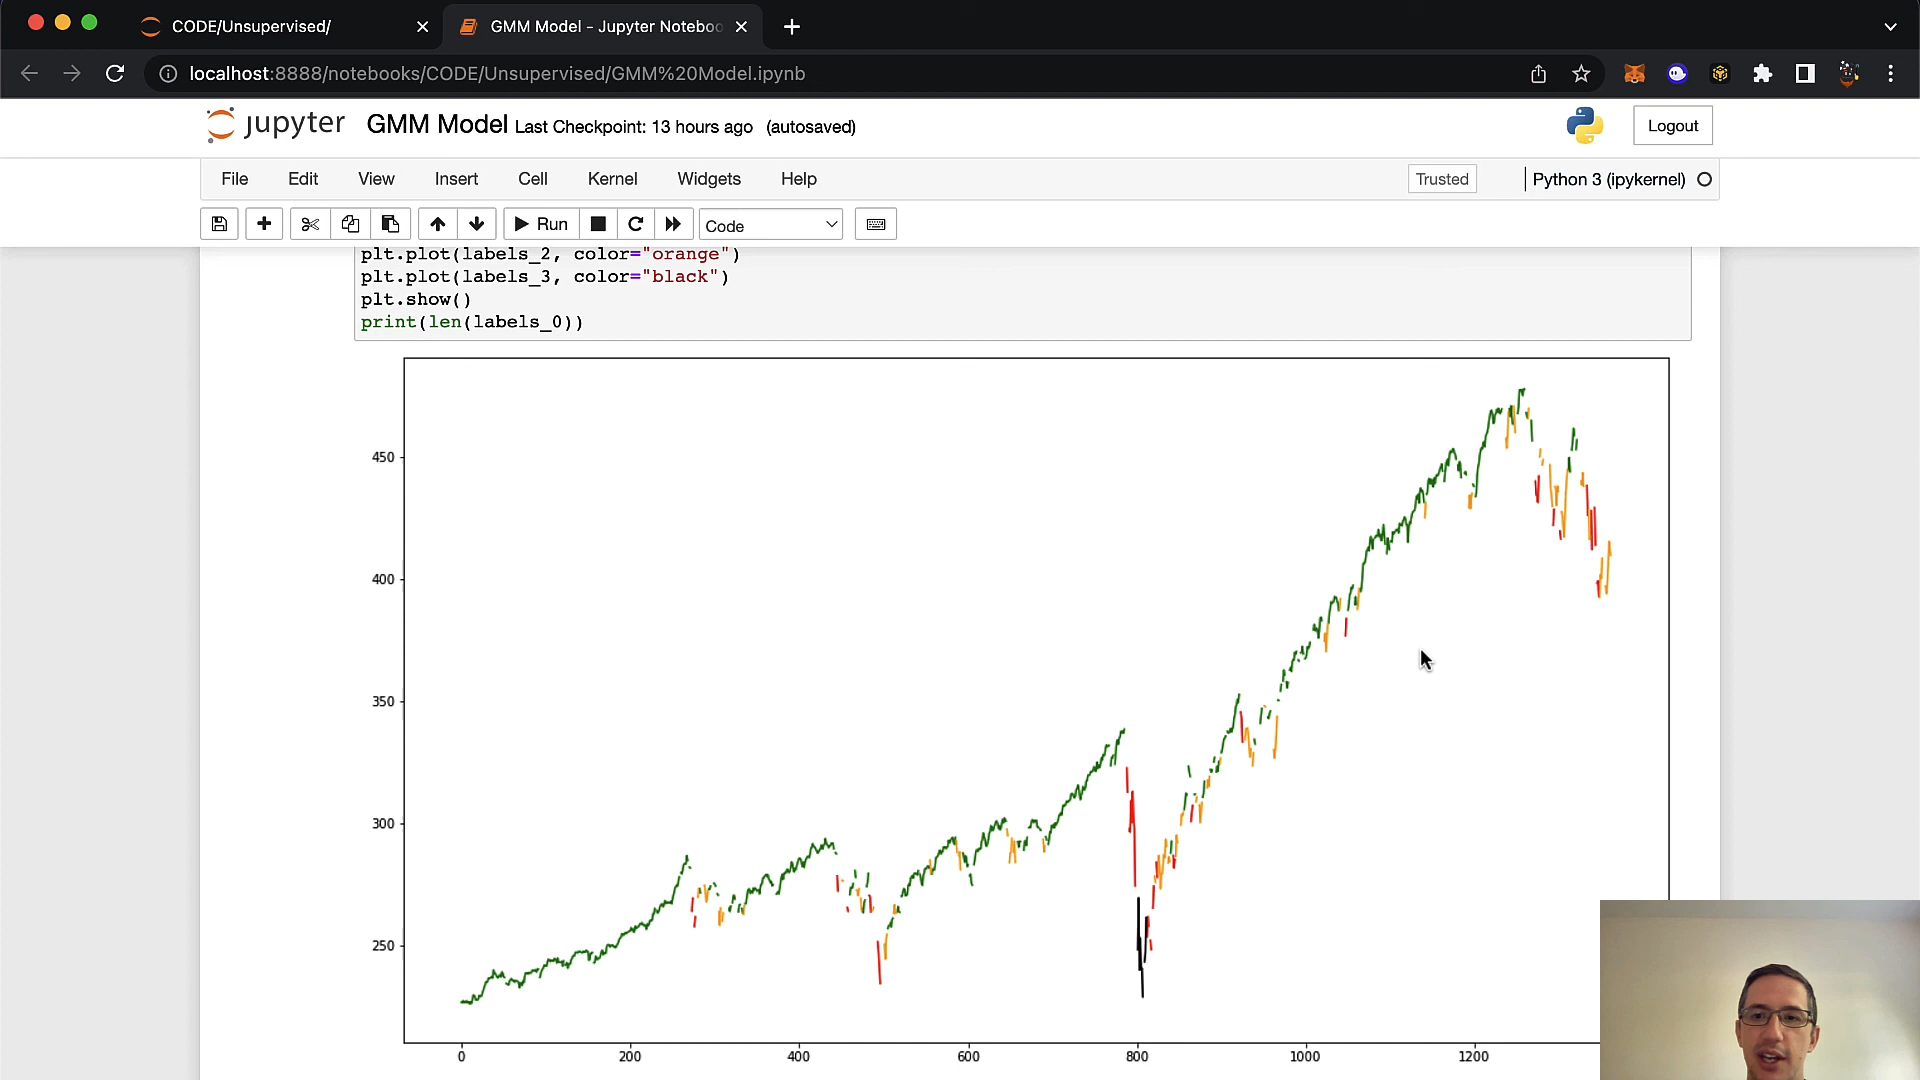 CODE/Unsupervised/
GMM Model - Jupyter Noteboo
localhost:8888/notebooks/CODE/Unsupervised/GMM%20Model.ipynb
jupyter GMM Model Last Checkpoint: 13 hours ago (autosaved)
Logout
File Edit View Insert Cell Kernel Widgets Help
Trusted
Python 3 (ipykernel)
Run
Code
plt.plot(labels_2, color="orange")
plt.plot(labels_3, color="black")
plt.show()
print(len(labels_0))
450
400
350
300
250
0 200 400 600 800 1000 1200